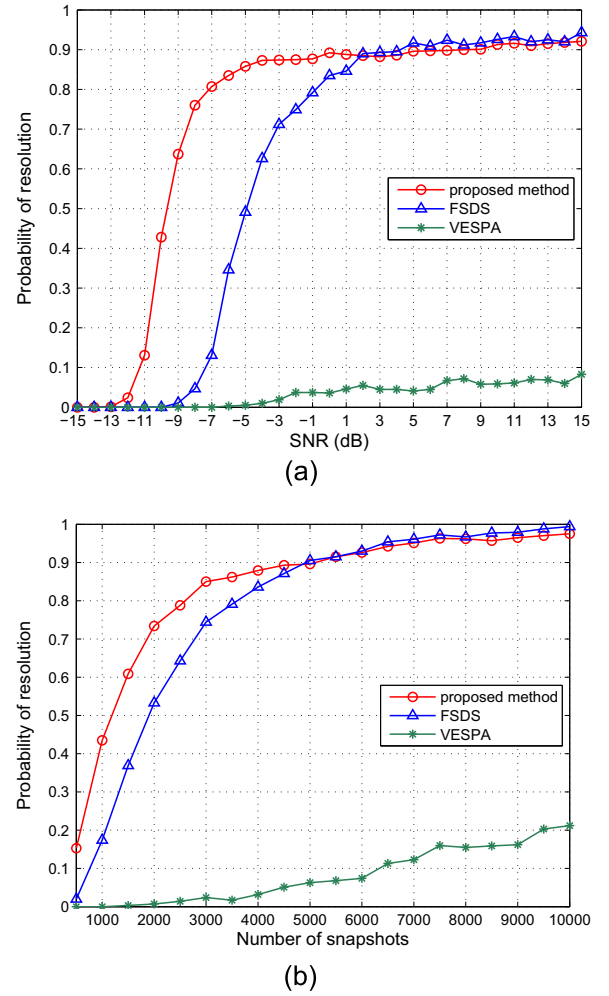 1
0.9
0.8
0.7
0.6
0.5
0.4
0.3
0.2
0.1
0
Probability of resolution
proposed method
FSDS
VESPA
−15 −13 −11 −9 −7 −5 −3 −1 1 3 5 7 9 11 13 15
SNR (dB)
(a)
1
0.9
0.8
0.7
0.6
0.5
0.4
0.3
0.2
0.1
0
Probability of resolution
proposed method
FSDS
VESPA
1000 2000 3000 4000 5000 6000 7000 8000 9000 10000
Number of snapshots
(b)